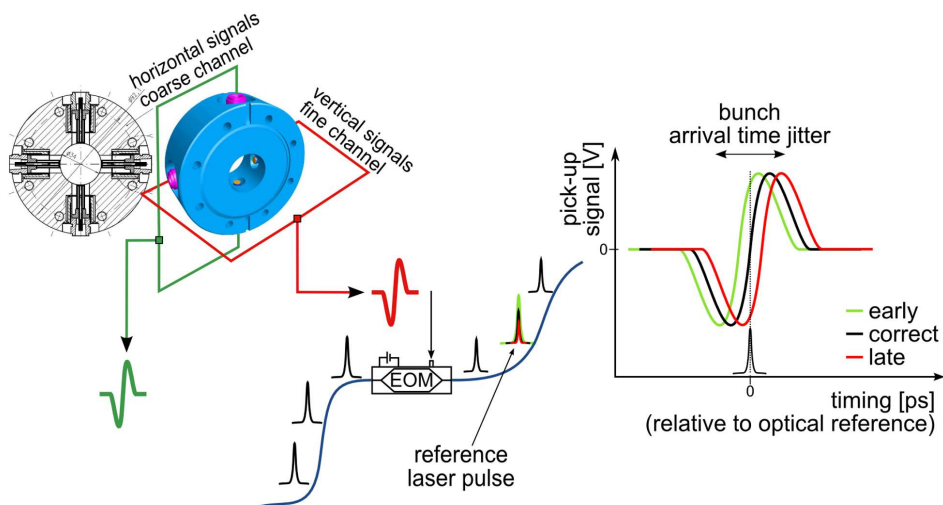 horizontal signals
coarse channel
vertical signals
fine channel
EOM
reference
laser pulse
bunch
arrival time jitter
pick-up
signal [V]
0
early
correct
late
0
timing [ps]
(relative to optical reference)